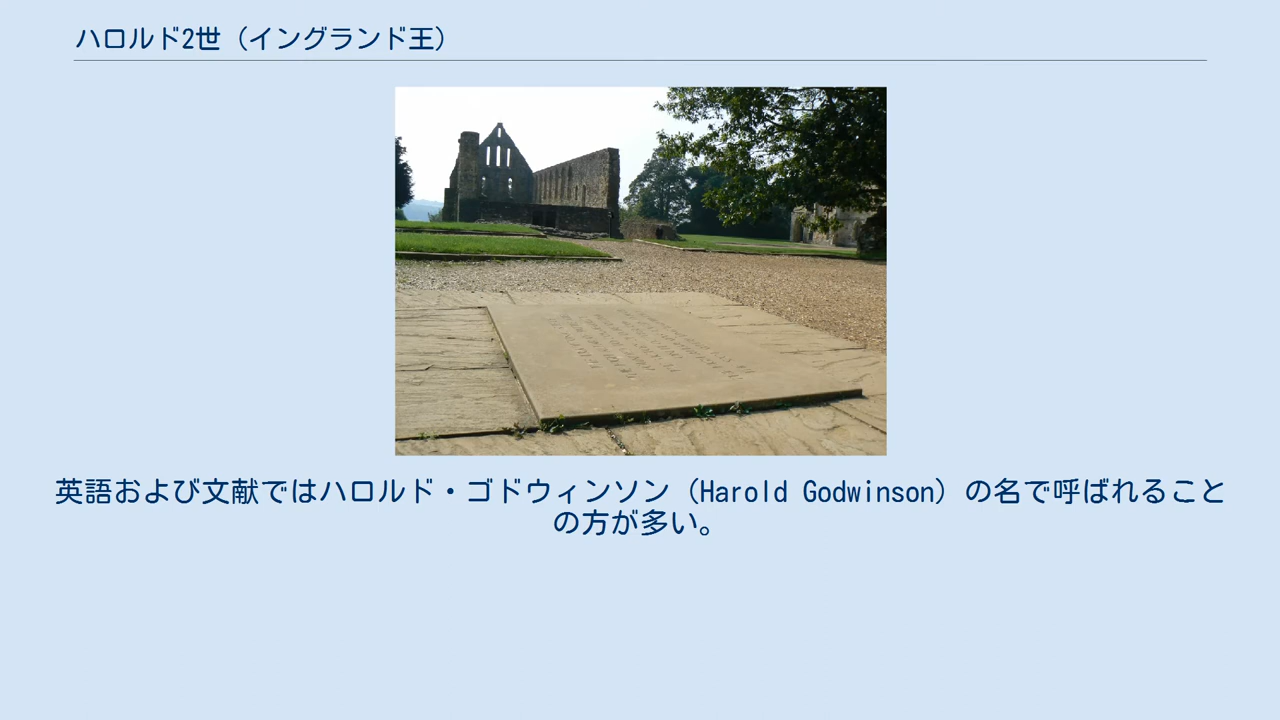 ハロルド2世（イングランド王）
英語および文献ではハロルド・ゴドウィンソン（Harold Godwinson）の名で呼ばれること
の方が多い。